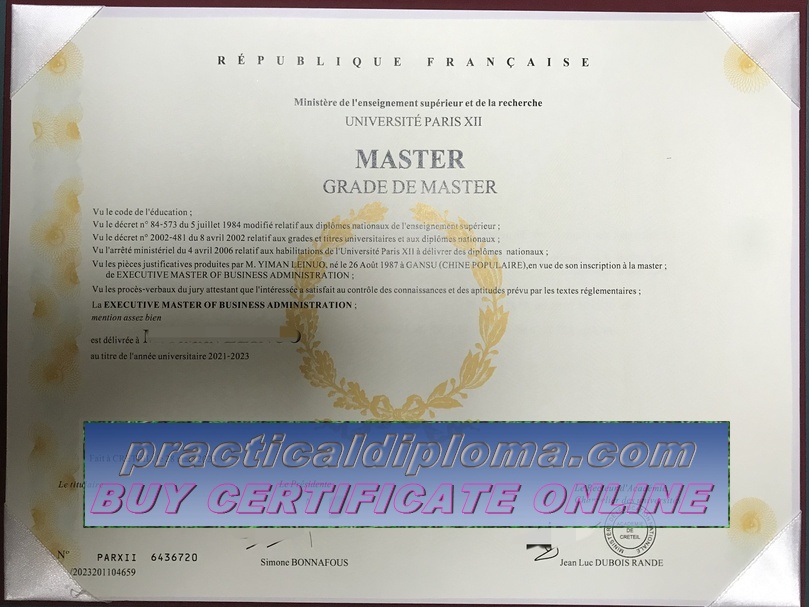 RÉPUBLIQUE FRANÇAISE
Ministère de l'enseignement supérieur et de la recherche
UNIVERSITÉ PARIS XII
MASTER
GRADE DE MASTER
Vu le code de l'éducation ;
Vu le décret n° 84-573 du 5 juillet 1984 modifié relatif aux diplômes nationaux de l'enseignement supérieur ;
Vu le décret n° 2002-481 du 8 avril 2002 relatif aux grades et titres universitaires et aux diplômes nationaux ;
Vu l'arrêté ministériel du 4 avril 2006 relatif aux habilitations de l'Université Paris XII à délivrer des diplômes nationaux ;
Vu les pièces justificatives produites par M. YIMAN LEINUO, né le 26 Août 1987 à GANSU (CHINE POPULAIRE),en vue de son inscription à la master ;
de EXECUTIVE MASTER OF BUSINESS ADMINISTRATION ;
Vu les procès-verbaux du jury attestant que l'intéressée a satisfait au contrôle des connaissances et des aptitudes prévu par les textes réglementaires ;
La EXECUTIVE MASTER OF BUSINESS ADMINISTRATION ;
mention assez bien
est délivrée à
au titre de l'année universitaire 2021-2023
practicaldiploma.com
Le Présidente
BUY CERTIFICATE ONLINE
N° PARXII 6436720
/2023201104659
Simone BONNAFOUS
DE
CRETEIL
Jean Luc DUBOIS RANDE